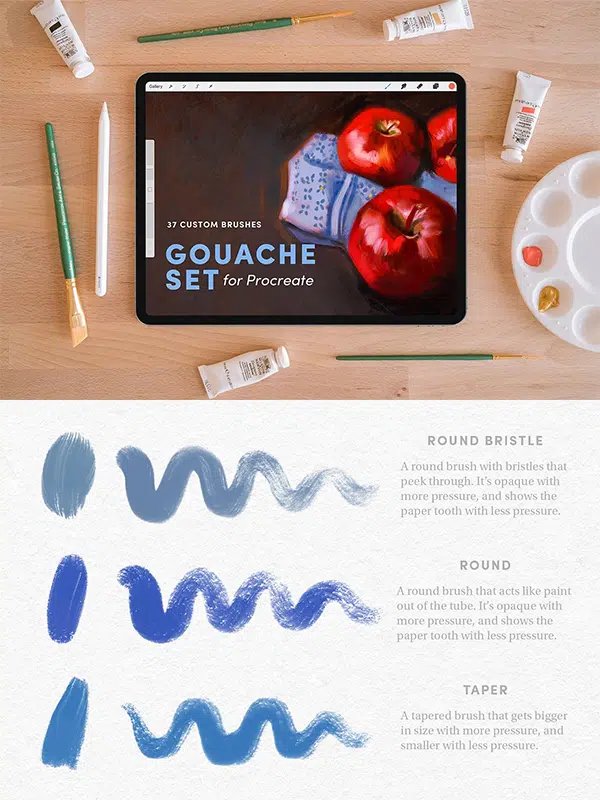 Gallery
37 CUSTOM BRUSHES
GOUACHE
SET for Procreate
ROUND BRISTLE
A round brush with bristles that
peek through. It's opaque with
more pressure, and shows the
paper tooth with less pressure.
ROUND
A round brush that acts like paint
out of the tube. It's opaque with
more pressure, and shows the
paper tooth with less pressure.
TAPER
A tapered brush that gets bigger
in size with more pressure, and
smaller with less pressure.